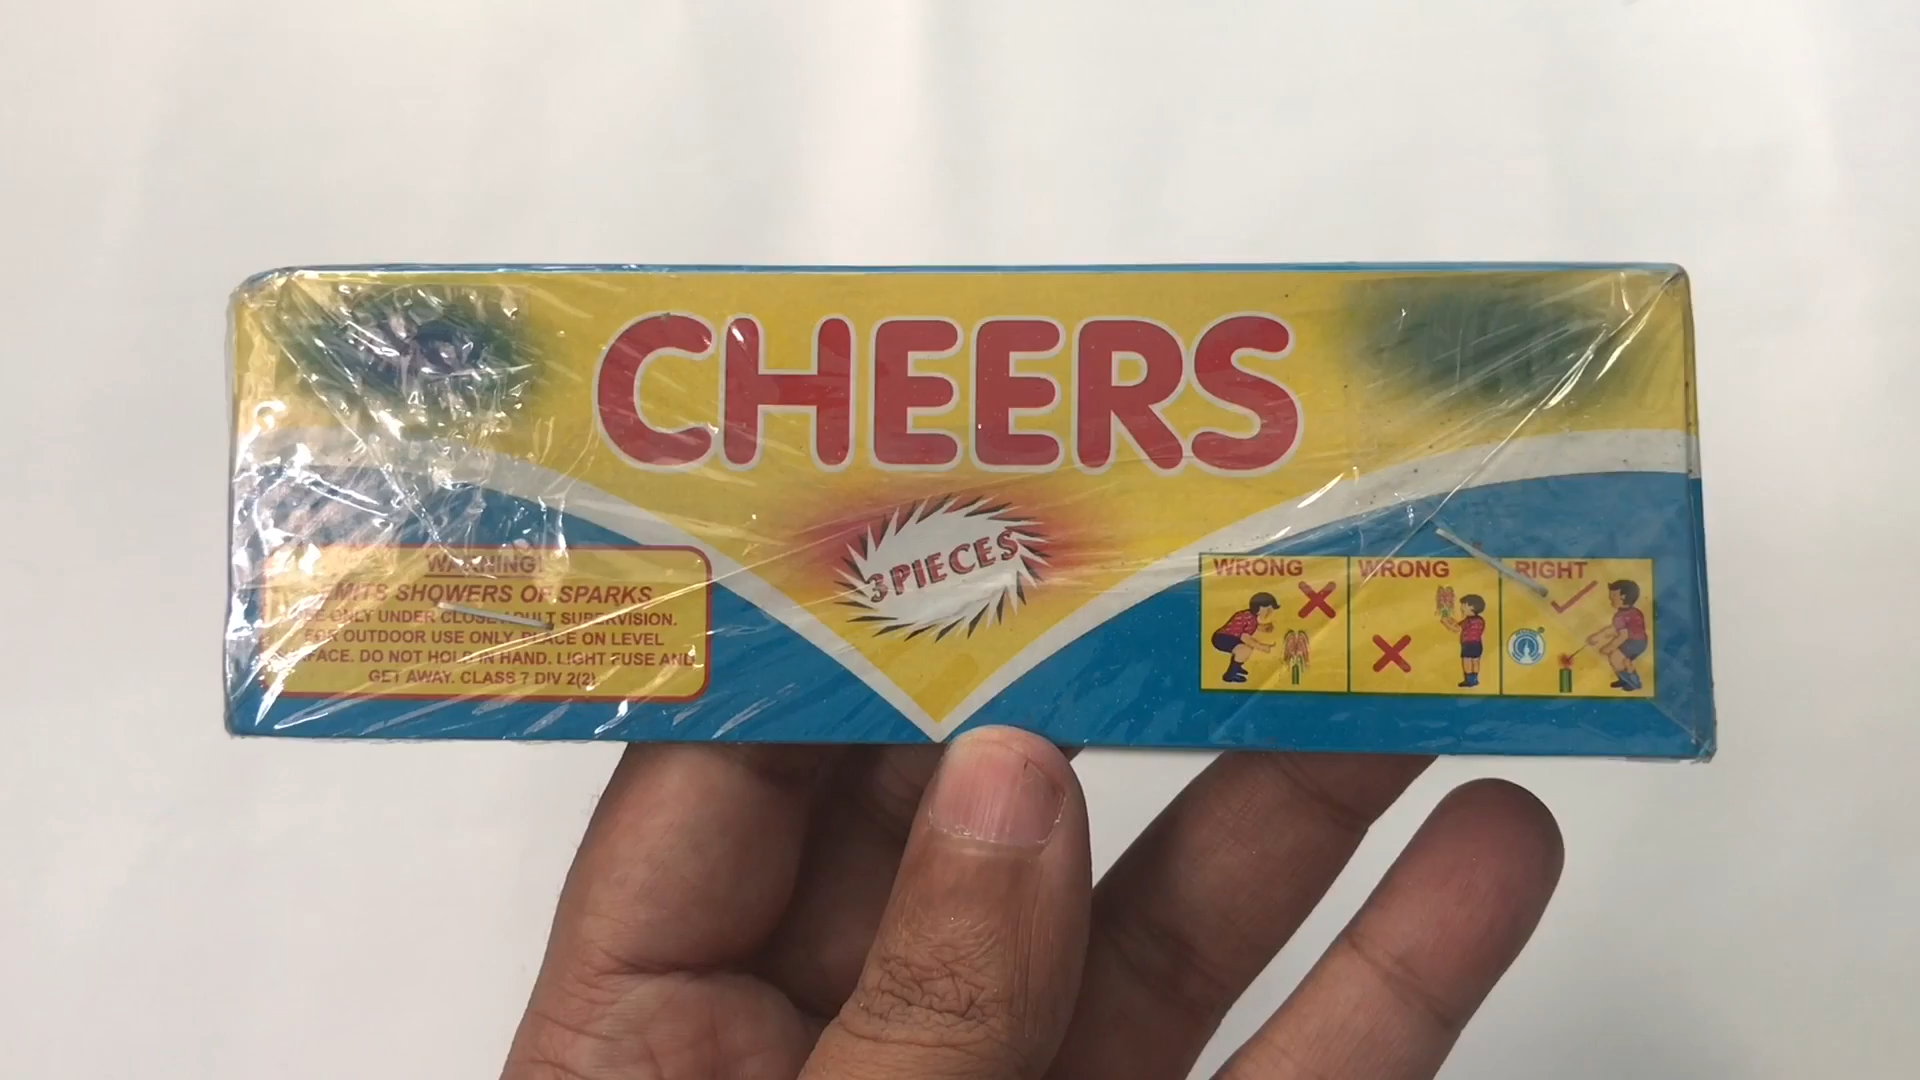 CHEERS
3 PIECES
WARNING!
EMITS SHOWERS OF SPARKS
USE ONLY UNDER CLOSE ADULT SUPERVISION.
FOR OUTDOOR USE ONLY. PLACE ON LEVEL
SURFACE. DO NOT HOLD IN HAND. LIGHT FUSE AND
GET AWAY. CLASS 7 DIV 2(2)
WRONG
WRONG
RIGHT